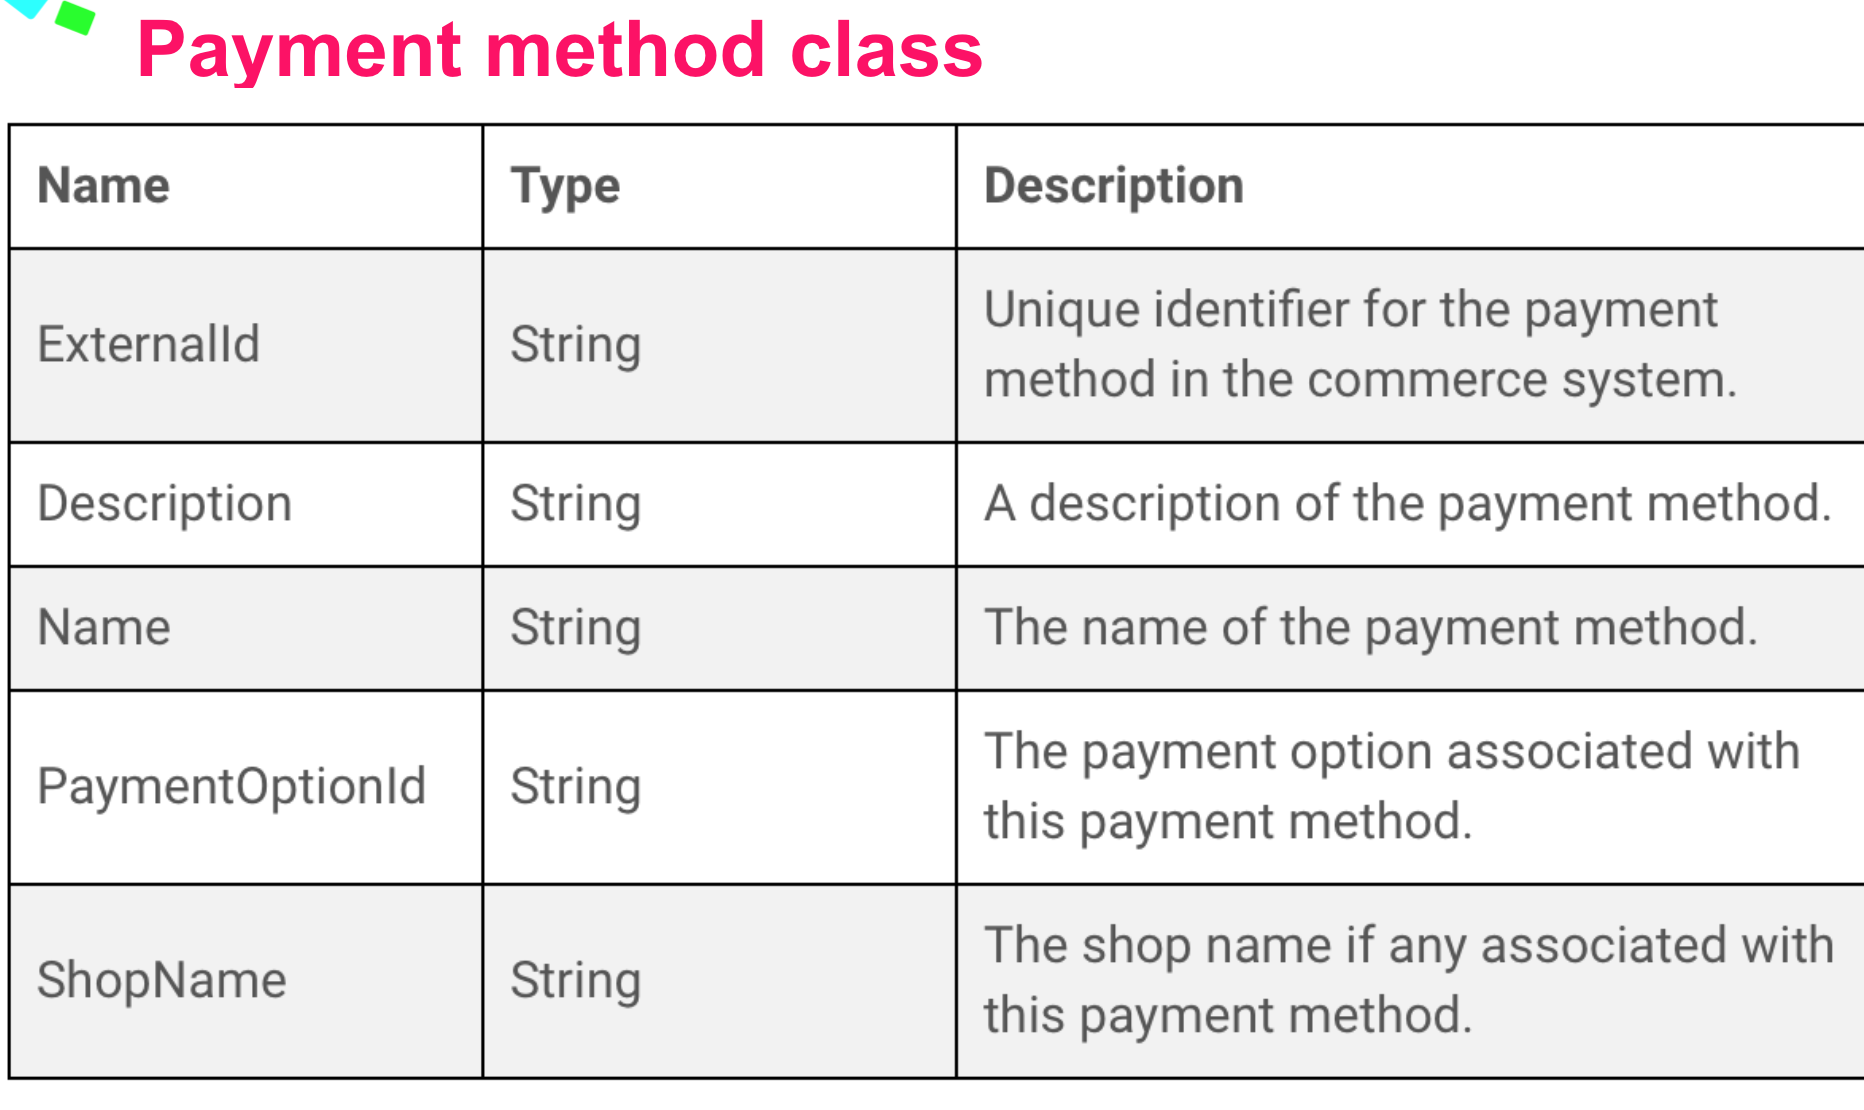 Payment method class
Name Type Description
ExternalId String Unique identifier for the payment
method in the commerce system.
Description String A description of the payment method.
Name String The name of the payment method.
PaymentOptionId String The payment option associated with
this payment method.
ShopName String The shop name if any associated with
this payment method.